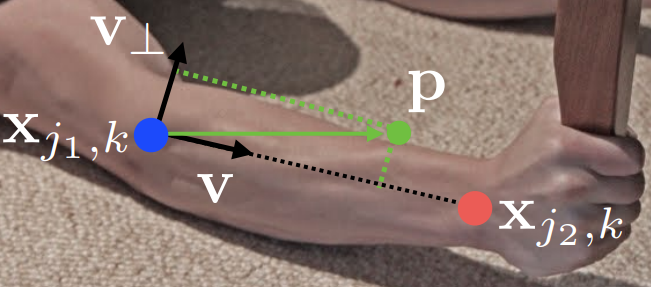 v⊥
p
x_{j_1,k}
v
x_{j_2,k}